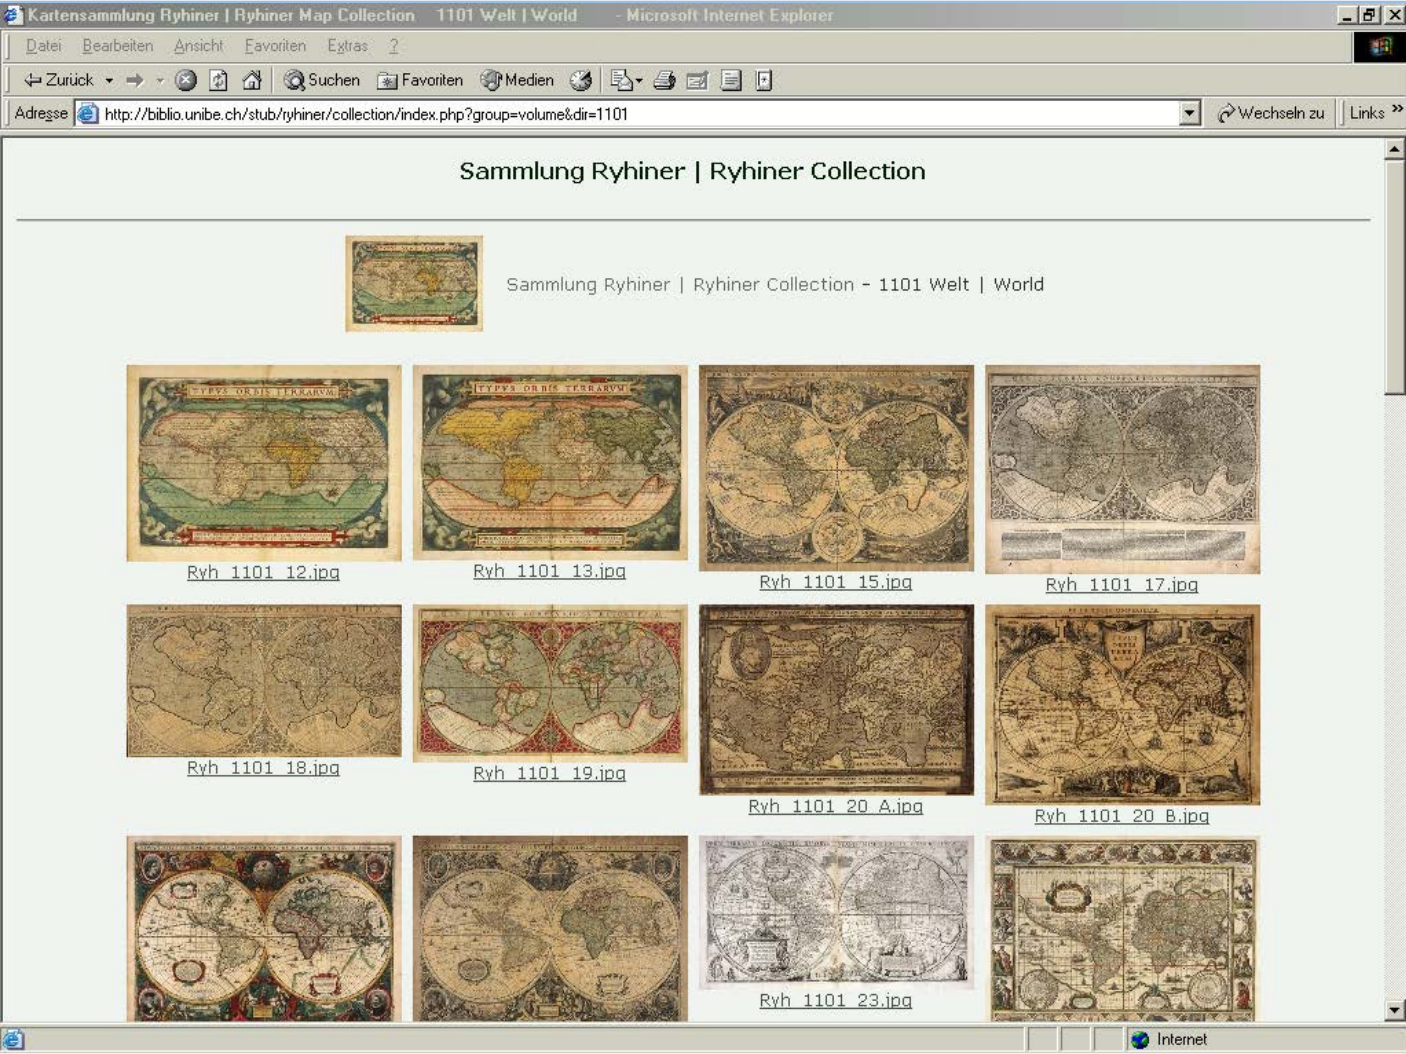 Kartensammlung Ryhiner | Ryhiner Map Collection 1101 Welt | World - Microsoft Internet Explorer
Datei Bearbeiten Ansicht Favoriten Extras ?
Zurück Suchen Favoriten Medien
Adresse http://biblio.unibe.ch/stub/ryhiner/collection/index.php?group=volume&dir=1101 Wechseln zu Links »
Sammlung Ryhiner | Ryhiner Collection
Sammlung Ryhiner | Ryhiner Collection - 1101 Welt | World
TYPVS ORBIS TERRARVM TYPVS ORBIS TERRARVM
Ryh_1101_12.jpg Ryh_1101_13.jpg Ryh_1101_15.jpg Ryh_1101_17.jpg
Ryh_1101_18.jpg Ryh_1101_19.jpg Ryh_1101_20_A.jpg Ryh_1101_20_B.jpg
Ryh_1101_23.jpg
Internet